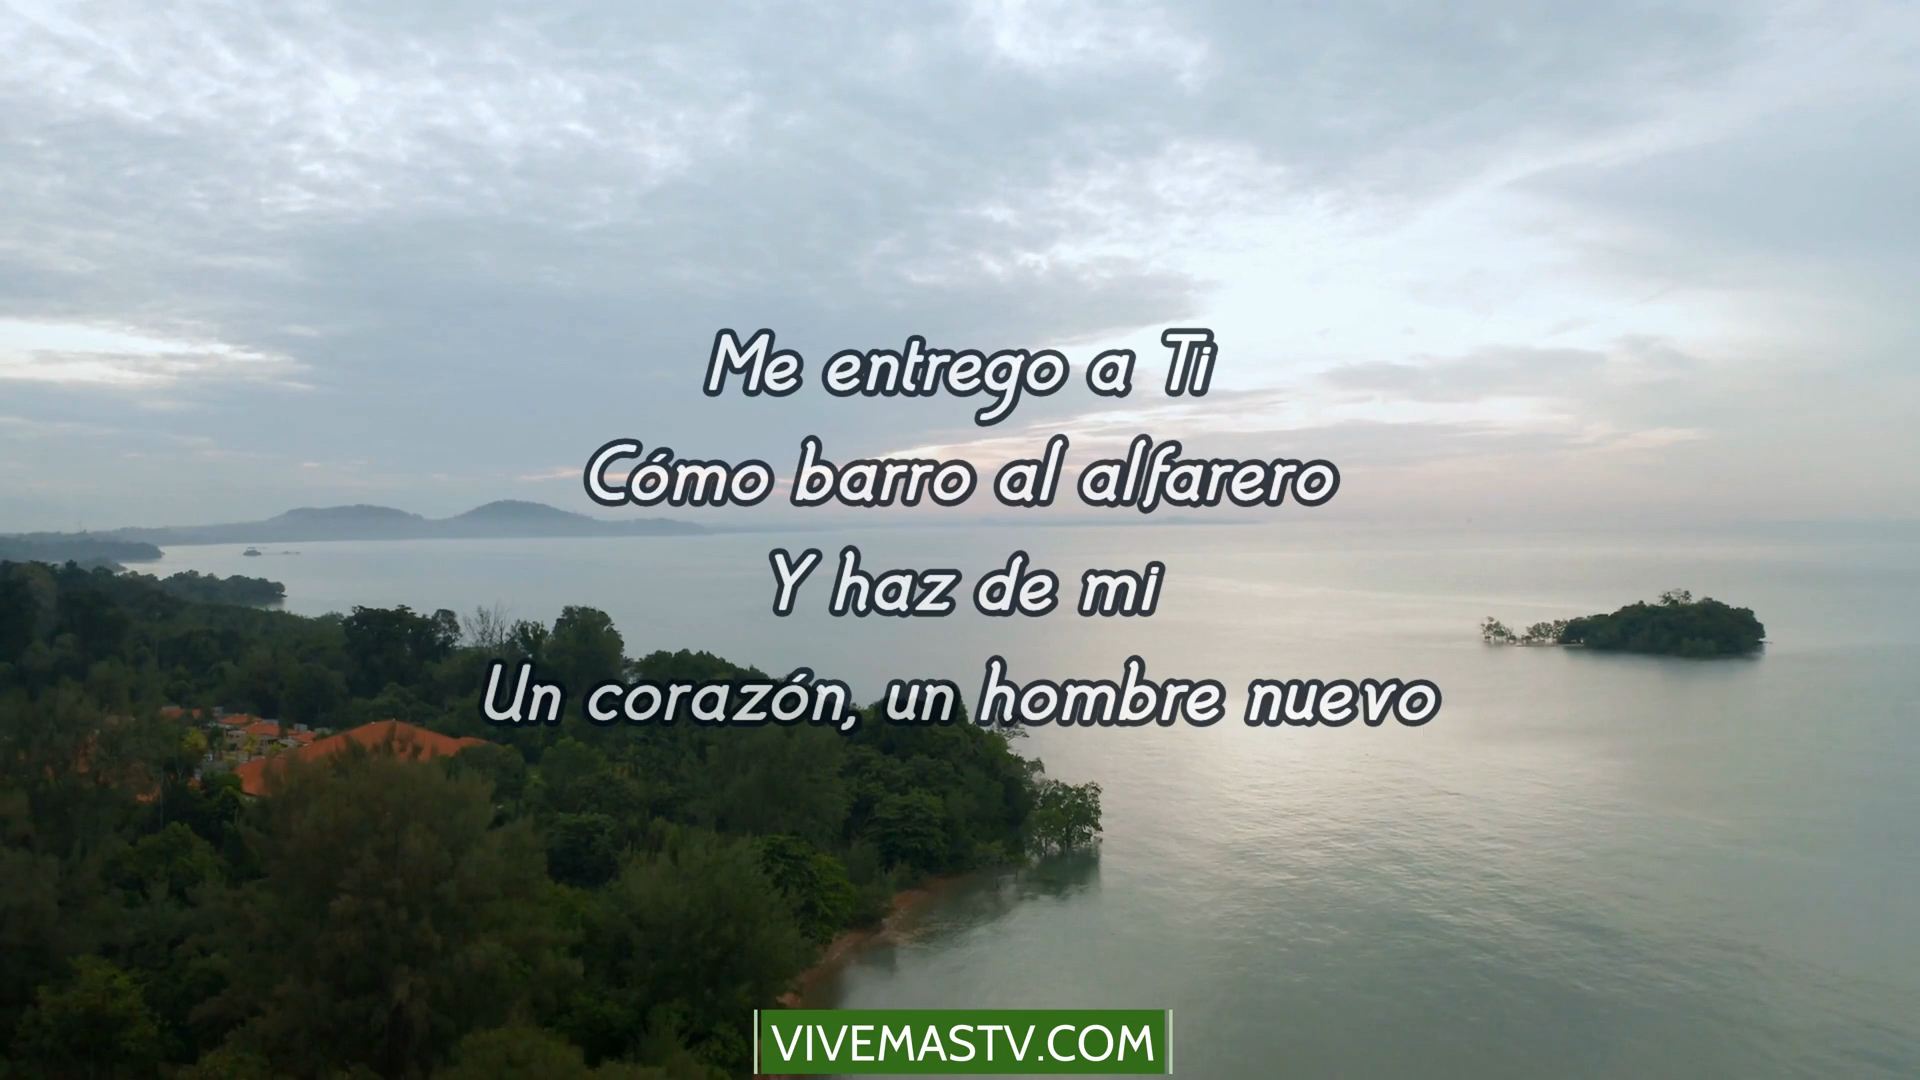 Me entrego a Ti
Cómo barro al alfarero
Y haz de mi
Un corazón, un hombre nuevo
VIVEMASTV.COM